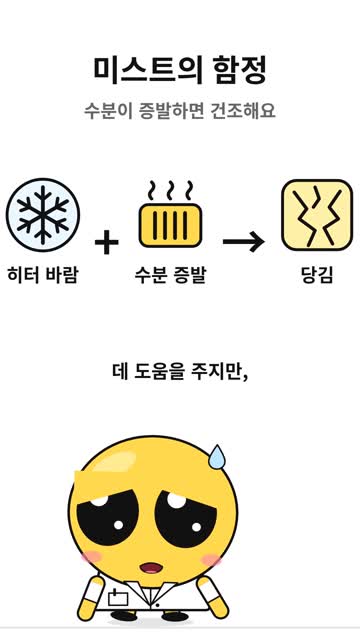 미스트의 함정
수분이 증발하면 건조해요
히터 바람
+
수분 증발
→
당김
데 도움을 주지만,